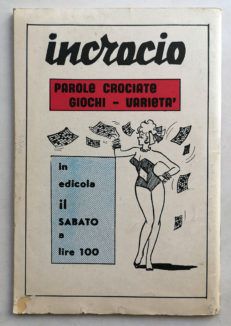 incrocio
PAROLE CROCIATE
GIOCHI - VARIETA'
in
edicola
il
SABATO
a
lire 100